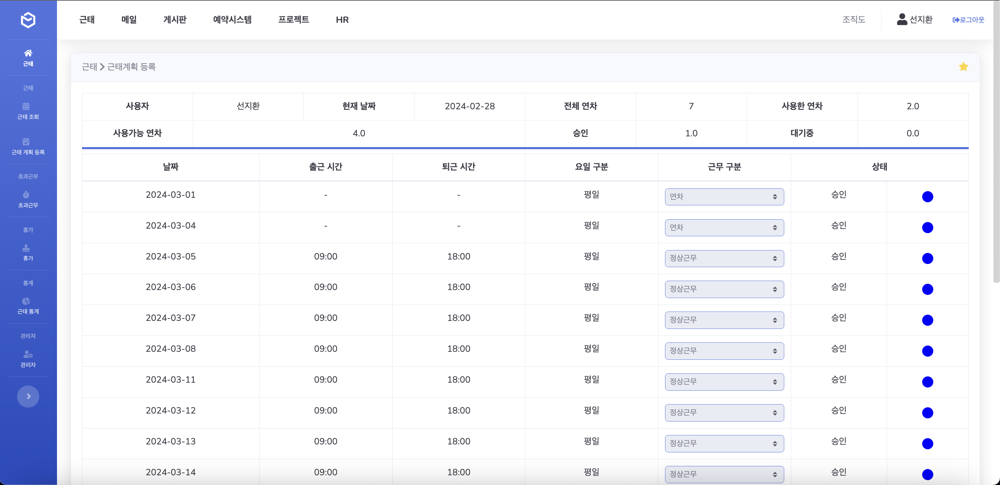 근태 메일 게시판 예약시스템 프로젝트 HR 조직도 선지환 로그아웃
근태
근태
근태 조회
근태 계획 등록
초과근무
초과근무
휴가
휴가
통계
근태 통계
관리자
관리자
근태 > 근태계획 등록
사용자 선지환 현재 날짜 2024-02-28 전체 연차 7 사용한 연차 2.0
사용가능 연차 4.0 승인 1.0 대기중 0.0
날짜 출근 시간 퇴근 시간 요일 구분 근무 구분 상태
2024-03-01 - - 평일 연차 승인
2024-03-04 - - 평일 연차 승인
2024-03-05 09:00 18:00 평일 정상근무 승인
2024-03-06 09:00 18:00 평일 정상근무 승인
2024-03-07 09:00 18:00 평일 정상근무 승인
2024-03-08 09:00 18:00 평일 정상근무 승인
2024-03-11 09:00 18:00 평일 정상근무 승인
2024-03-12 09:00 18:00 평일 정상근무 승인
2024-03-13 09:00 18:00 평일 정상근무 승인
2024-03-14 09:00 18:00 평일 정상근무 승인